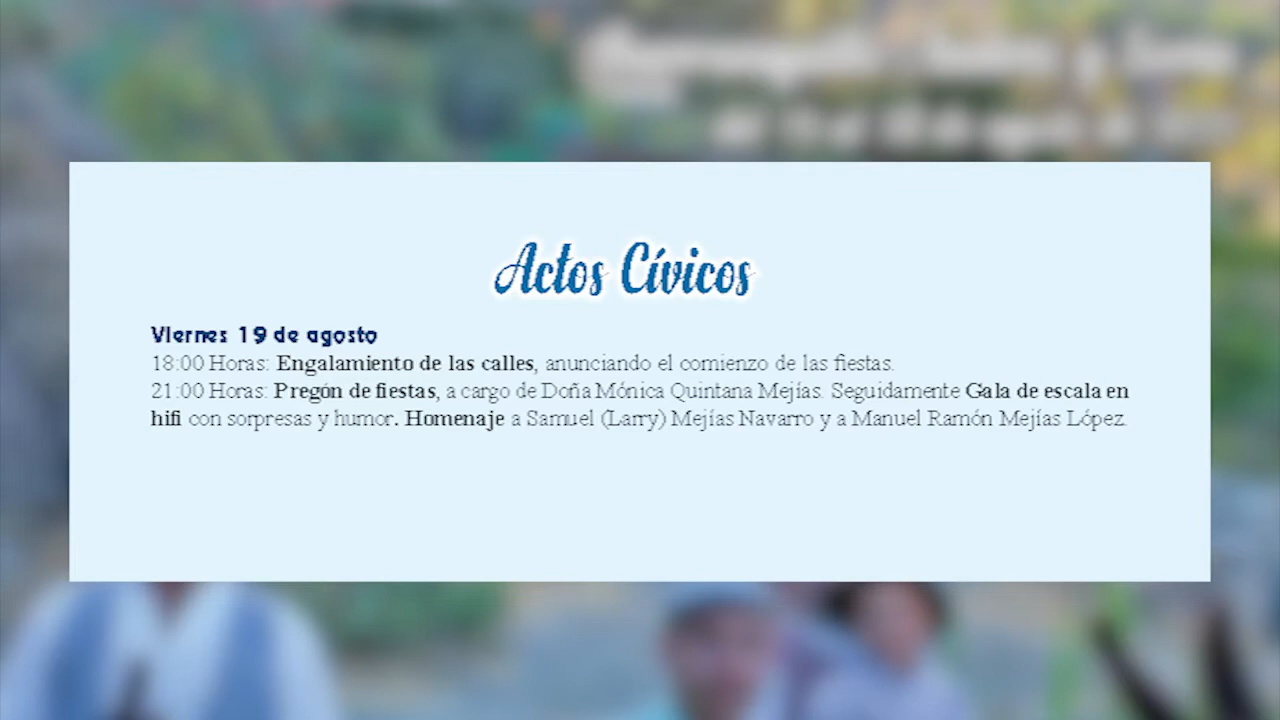 Actos Cívicos
Viernes 19 de agosto
18:00 Horas: Engalamiento de las calles, anunciando el comienzo de las fiestas.
21:00 Horas: Pregón de fiestas, a cargo de Doña Mónica Quintana Mejías. Seguidamente Gala de escala en
hifi con sorpresas y humor. Homenaje a Samuel (Larry) Mejías Navarro y a Manuel Ramón Mejías López.